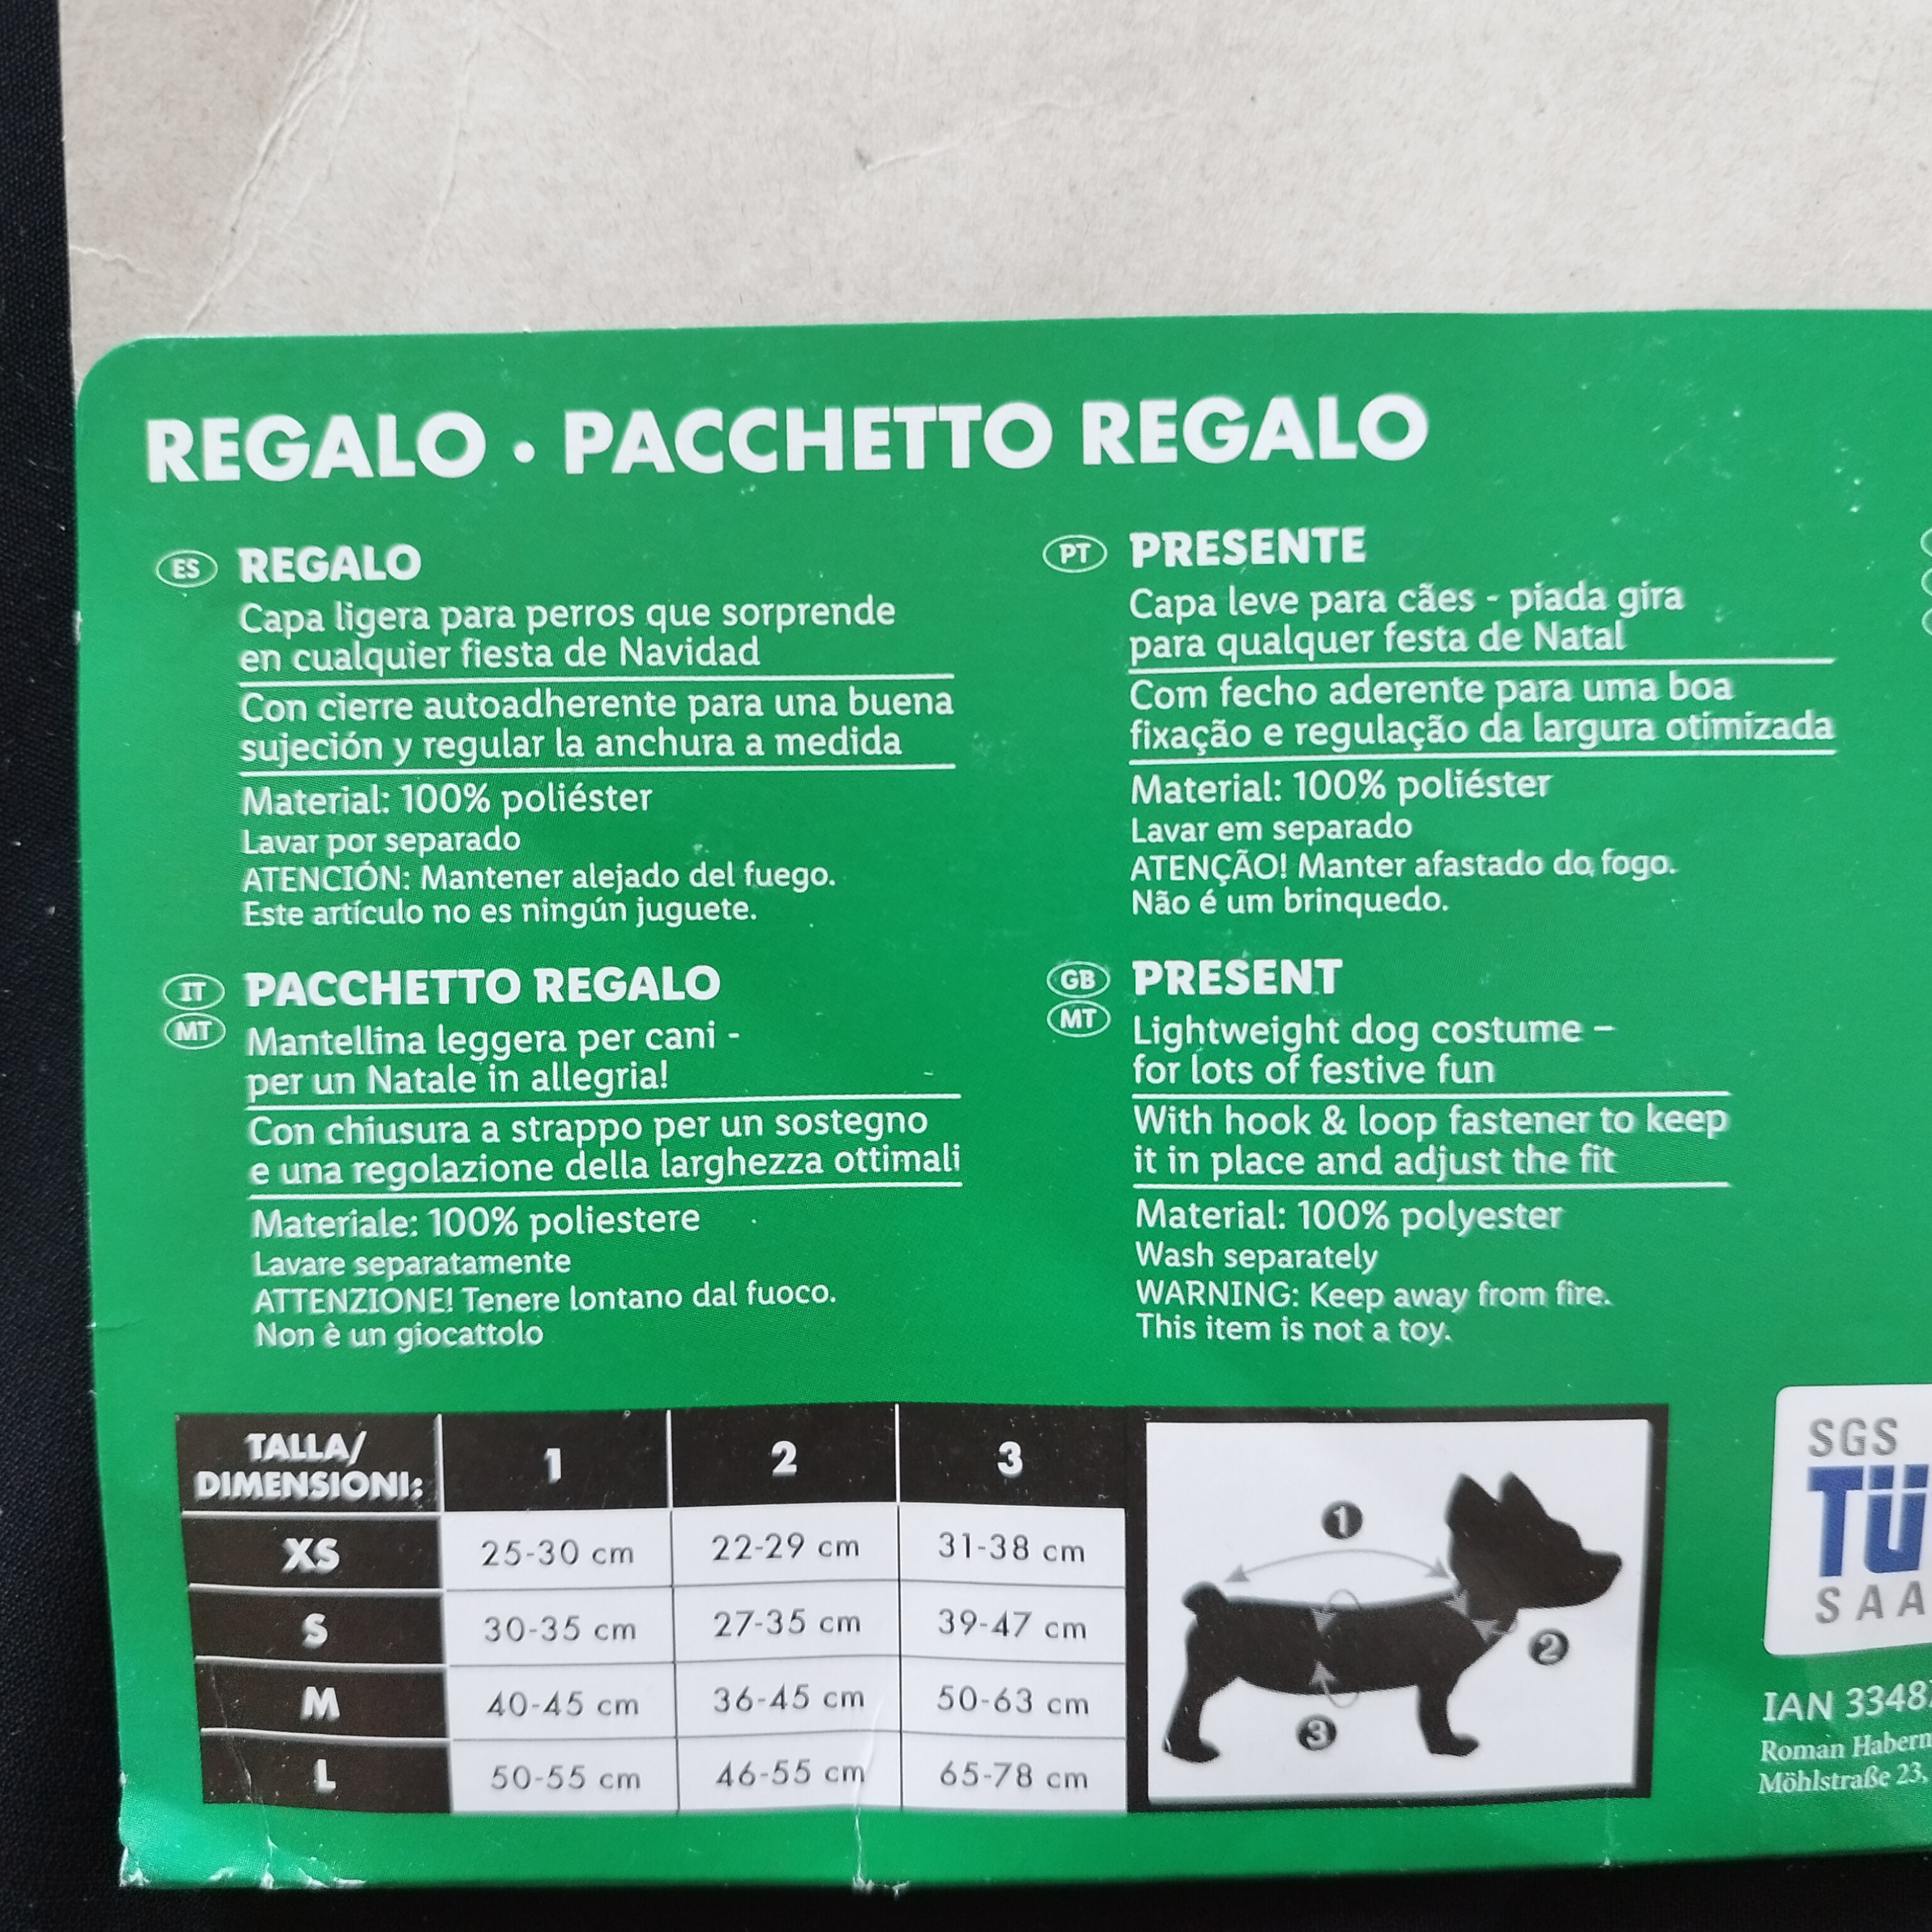 REGALO • PACCHETTO REGALO
ES REGALO
Capa ligera para perros que sorprende
en cualquier fiesta de Navidad
Con cierre autoadherente para una buena
sujeción y regular la anchura a medida
Material: 100% poliéster
Lavar por separado
ATENCIÓN: Mantener alejado del fuego.
Este artículo no es ningún juguete.
PT PRESENTE
Capa leve para cães - piada gira
para qualquer festa de Natal
Com fecho aderente para uma boa
fixação e regulação da largura otimizada
Material: 100% poliéster
Lavar em separado
ATENÇÃO! Manter afastado do fogo.
Não é um brinquedo.
IT PACCHETTO REGALO
MT Mantellina leggera per cani -
per un Natale in allegria!
Con chiusura a strappo per un sostegno
e una regolazione della larghezza ottimali
Materiale: 100% poliestere
Lavare separatamente
ATTENZIONE! Tenere lontano dal fuoco.
Non è un giocattolo
GB PRESENT
MT Lightweight dog costume –
for lots of festive fun
With hook & loop fastener to keep
it in place and adjust the fit
Material: 100% polyester
Wash separately
WARNING: Keep away from fire.
This item is not a toy.
TALLA/
DIMENSIONI: 1 2 3
XS 25-30 cm 22-29 cm 31-38 cm
S 30-35 cm 27-35 cm 39-47 cm
M 40-45 cm 36-45 cm 50-63 cm
L 50-55 cm 46-55 cm 65-78 cm
1
2
3
SGS
TÜ
SAA
IAN 3348
Roman Habern
Möhlstraße 23,